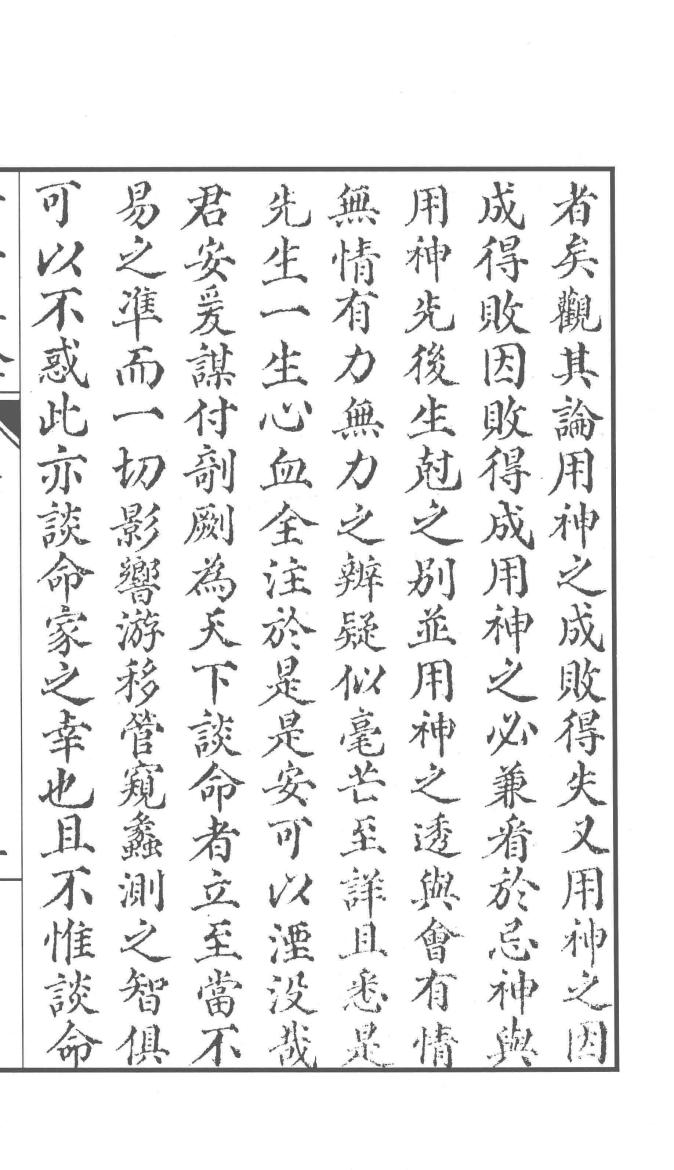 者矣觀其論用神之成敗得失又用神之因
成得敗因敗得成用神之必兼看於忌神與
用神先後生尅之別並用神之透與會有情
無情有力無力之辨疑似毫芒至詳且悉是
先生一生心血全注於是是安可以湮没哉
君安爰謀付剞劂為天下談命者立至當不
易之凖而一切影響游移管窺蠡測之智俱
可以不惑此亦談命家之幸也且不惟談命